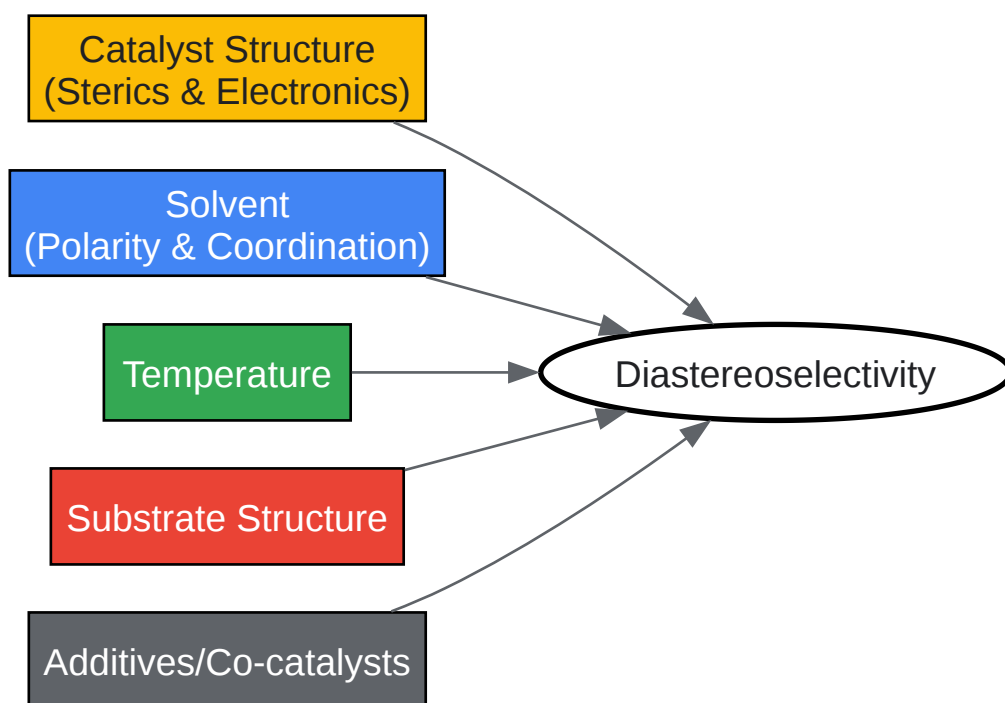 Catalyst Structure
(Sterics & Electronics)
Solvent
(Polarity & Coordination)
Temperature
Diastereoselectivity
Substrate Structure
Additives/Co-catalysts